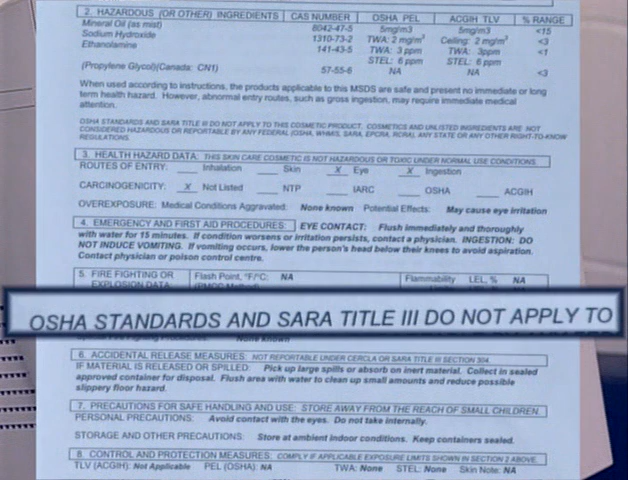 2. HAZARDOUS (OR OTHER) INGREDIENTS CAS NUMBER OSHA PEL ACGIH TLV % RANGE
Mineral Oil (as mist) 8042-47-5 5mg/m3 5mg/m3 <15
Sodium Hydroxide 1310-73-2 TWA: 2 mg/m³ Ceiling: 2 mg/m³ <3
Ethanolamine 141-43-5 TWA: 3 ppm TWA: 3ppm <1
STEL: 6 ppm STEL: 6 ppm
(Propylene Glycol)(Canada: CN1) 57-55-6 NA NA <3
When used according to instructions, the products applicable to this MSDS are safe and present no immediate or long
term health hazard. However, abnormal entry routes, such as gross ingestion, may require immediate medical
attention.
OSHA STANDARDS AND SARA TITLE III DO NOT APPLY TO THIS COSMETIC PRODUCT. COSMETICS AND UNLISTED INGREDIENTS ARE NOT
CONSIDERED HAZARDOUS OR REPORTABLE BY ANY FEDERAL (OSHA, WHMIS, SARA, EPCRA, RCRA), ANY STATE OR ANY OTHER RIGHT-TO-KNOW
REGULATIONS.
3. HEALTH HAZARD DATA: THIS SKIN CARE COSMETIC IS NOT HAZARDOUS OR TOXIC UNDER NORMAL USE CONDITIONS.
ROUTES OF ENTRY: ___ Inhalation ___ Skin _X_ Eye _X_ Ingestion
CARCINOGENICITY: _X_ Not Listed ___ NTP ___ IARC ___ OSHA ___ ACGIH
OVEREXPOSURE: Medical Conditions Aggravated: None known Potential Effects: May cause eye irritation
4. EMERGENCY AND FIRST AID PROCEDURES: EYE CONTACT: Flush immediately and thoroughly
with water for 15 minutes. If condition worsens or irritation persists, contact a physician. INGESTION: DO
NOT INDUCE VOMITING. If vomiting occurs, lower the person's head below their knees to avoid aspiration.
Contact physician or poison control centre.
5. FIRE FIGHTING OR Flash Point, °F/°C: NA Flammability LEL, % NA
EXPLOSION DATA:
OSHA STANDARDS AND SARA TITLE III DO NOT APPLY TO
None known
6. ACCIDENTAL RELEASE MEASURES: NOT REPORTABLE UNDER CERCLA OR SARA TITLE III SECTION 304.
IF MATERIAL IS RELEASED OR SPILLED: Pick up large spills or absorb on inert material. Collect in sealed
approved container for disposal. Flush area with water to clean up small amounts and reduce possible
slippery floor hazard.
7. PRECAUTIONS FOR SAFE HANDLING AND USE: STORE AWAY FROM THE REACH OF SMALL CHILDREN.
PERSONAL PRECAUTIONS: Avoid contact with the eyes. Do not take internally.
STORAGE AND OTHER PRECAUTIONS: Store at ambient indoor conditions. Keep containers sealed.
8. CONTROL AND PROTECTION MEASURES: COMPLY IF APPLICABLE EXPOSURE LIMITS SHOWN IN SECTION 2 ABOVE.
TLV (ACGIH): Not Applicable PEL (OSHA): NA TWA: None STEL: None Skin Note: NA